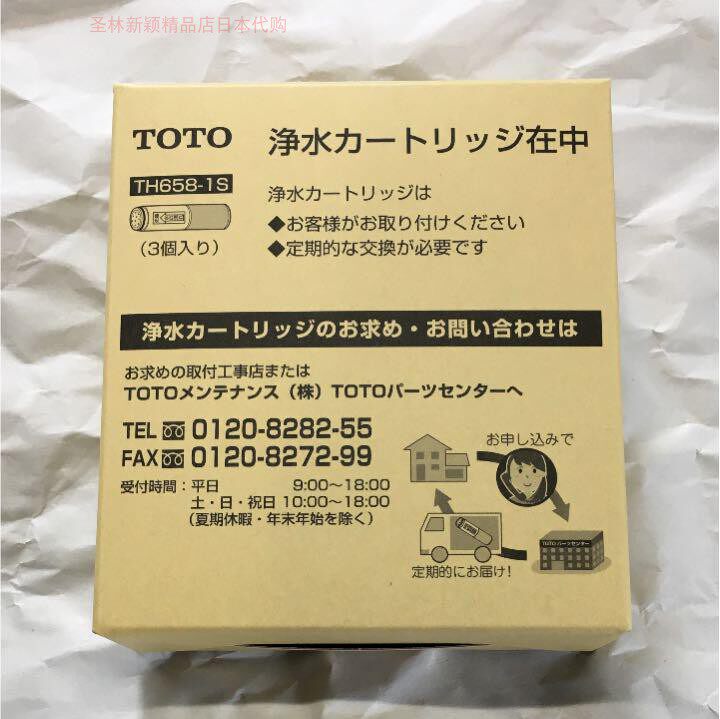 圣林新颖精品店日本代购
TOTO 浄水カートリッジ在中
TH658-1S
(3個入り)
浄水カートリッジは
◆お客様がお取り付けください
◆定期的な交換が必要です
浄水カートリッジのお求め・お問い合わせは
お求めの取付工事店または
TOTOメンテナンス(株)TOTOパーツセンターへ
TEL 0120-8282-55
FAX 0120-8272-99
受付時間：平日 9:00～18:00
土・日・祝日 10:00～18:00
(夏期休暇・年末年始を除く)
お申し込みで
TOTO パーツセンター
定期的にお届け!